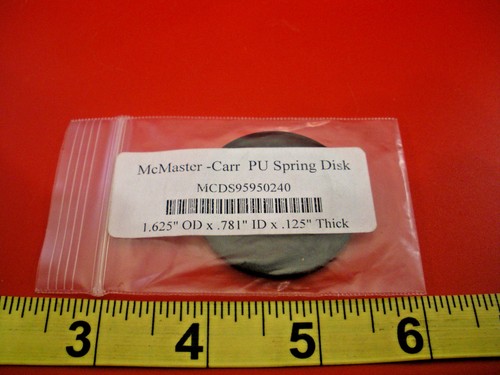 McMaster -Carr PU Spring Disk
MCDS95950240
1.625" OD x .781" ID x .125" Thick
3 4 5 6